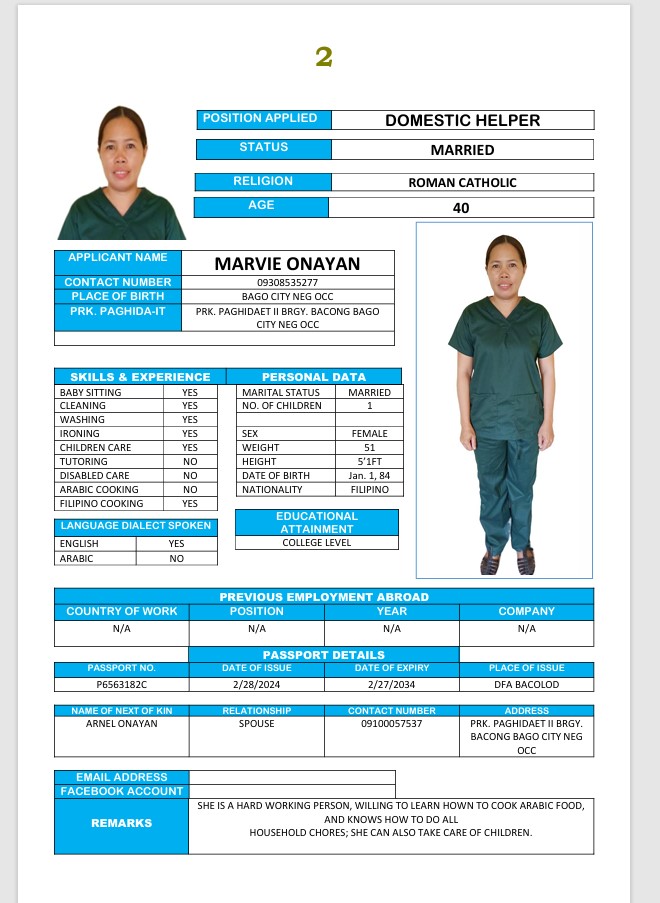 2
POSITION APPLIED DOMESTIC HELPER
STATUS MARRIED
RELIGION ROMAN CATHOLIC
AGE 40
APPLICANT NAME MARVIE ONAYAN
CONTACT NUMBER 09308535277
PLACE OF BIRTH BAGO CITY NEG OCC
PRK. PAGHIDA-IT PRK. PAGHIDAET II BRGY. BACONG BAGO
CITY NEG OCC
SKILLS & EXPERIENCE
BABY SITTING YES
CLEANING YES
WASHING YES
IRONING YES
CHILDREN CARE YES
TUTORING NO
DISABLED CARE NO
ARABIC COOKING NO
FILIPINO COOKING YES
LANGUAGE DIALECT SPOKEN
ENGLISH YES
ARABIC NO
PERSONAL DATA
MARITAL STATUS MARRIED
NO. OF CHILDREN 1
SEX FEMALE
WEIGHT 51
HEIGHT 5'1FT
DATE OF BIRTH Jan. 1, 84
NATIONALITY FILIPINO
EDUCATIONAL
ATTAINMENT
COLLEGE LEVEL
PREVIOUS EMPLOYMENT ABROAD
COUNTRY OF WORK POSITION YEAR COMPANY
N/A N/A N/A N/A
PASSPORT DETAILS
PASSPORT NO. DATE OF ISSUE DATE OF EXPIRY PLACE OF ISSUE
P6563182C 2/28/2024 2/27/2034 DFA BACOLOD
NAME OF NEXT OF KIN RELATIONSHIP CONTACT NUMBER ADDRESS
ARNEL ONAYAN SPOUSE 09100057537 PRK. PAGHIDAET II BRGY.
BACONG BAGO CITY NEG
OCC
EMAIL ADDRESS
FACEBOOK ACCOUNT
REMARKS
SHE IS A HARD WORKING PERSON, WILLING TO LEARN HOWN TO COOK ARABIC FOOD,
AND KNOWS HOW TO DO ALL
HOUSEHOLD CHORES; SHE CAN ALSO TAKE CARE OF CHILDREN.